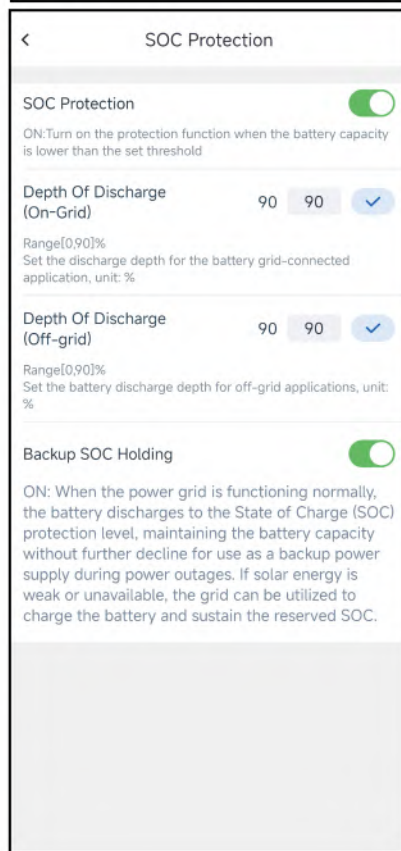 SOC Protection
SOC Protection
ON:Turn on the protection function when the battery capacity
is lower than the set threshold
Depth Of Discharge
(On-Grid)
90 90
Range[0,90]%
Set the discharge depth for the battery grid-connected
application, unit: %
Depth Of Discharge
(Off-grid)
90 90
Range[0,90]%
Set the battery discharge depth for off-grid applications, unit:
%
Backup SOC Holding
ON: When the power grid is functioning normally,
the battery discharges to the State of Charge (SOC)
protection level, maintaining the battery capacity
without further decline for use as a backup power
supply during power outages. If solar energy is
weak or unavailable, the grid can be utilized to
charge the battery and sustain the reserved SOC.